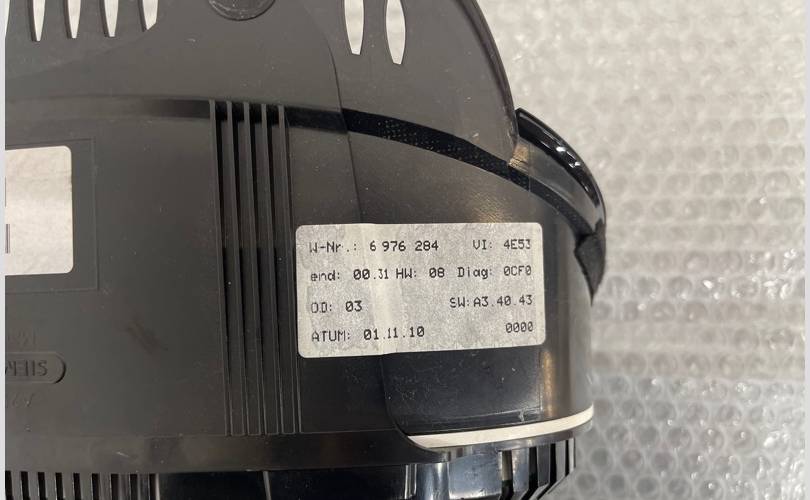 W-Nr.: 6 976 284 VI: 4E53
end: 00.31 HW: 08 Diag: 0CF0
OD: 03 SW: A3.40.43
ATUM: 01.11.10 0000